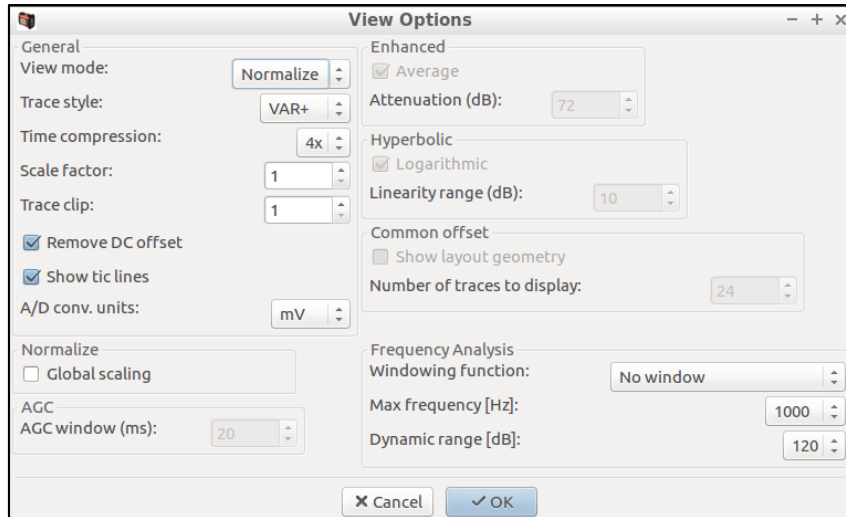 View Options
General
View mode: Normalize
Trace style: VAR+
Time compression: 4x
Scale factor: 1
Trace clip: 1
Remove DC offset
Show tic lines
A/D conv. units: mV
Normalize
Global scaling
AGC
AGC window (ms): 20
Enhanced
Average
Attenuation (dB): 72
Hyperbolic
Logarithmic
Linearity range (dB): 10
Common offset
Show layout geometry
Number of traces to display: 24
Frequency Analysis
Windowing function: No window
Max frequency [Hz]: 1000
Dynamic range [dB]: 120
Cancel OK